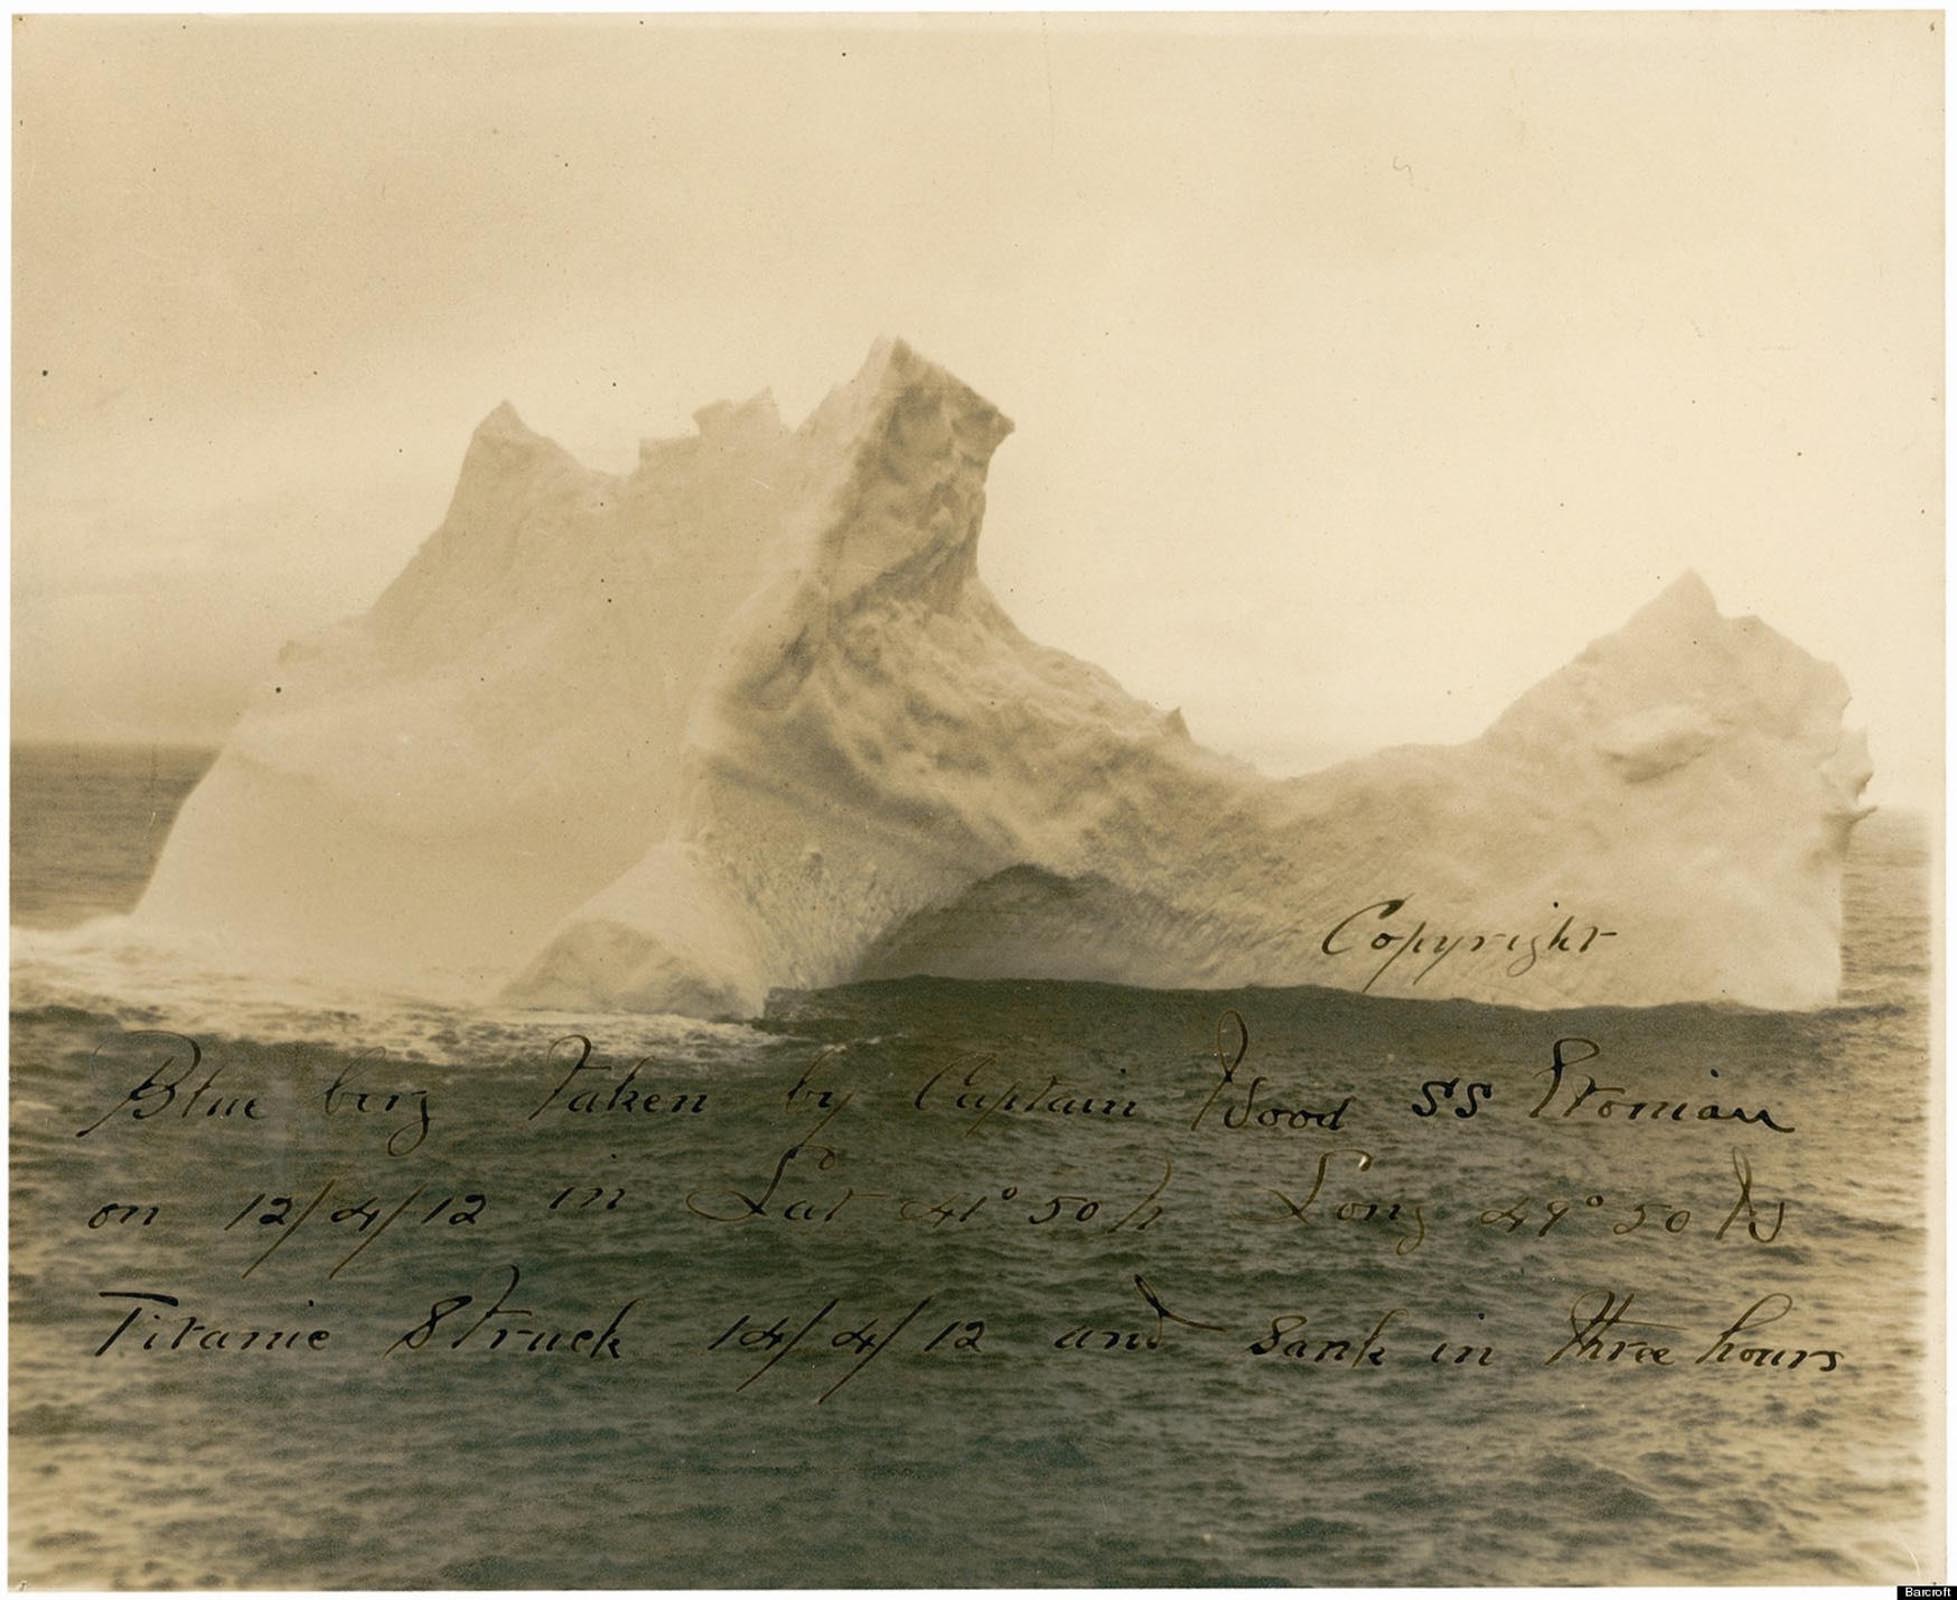 Copyright
Blue berg Taken by Captain Wood SS Etonian
on 12/4/12 in Lat 41° 50 N Long 49° 50 W
Titanic Struck 14/4/12 and Sank in three hours
Barcroft